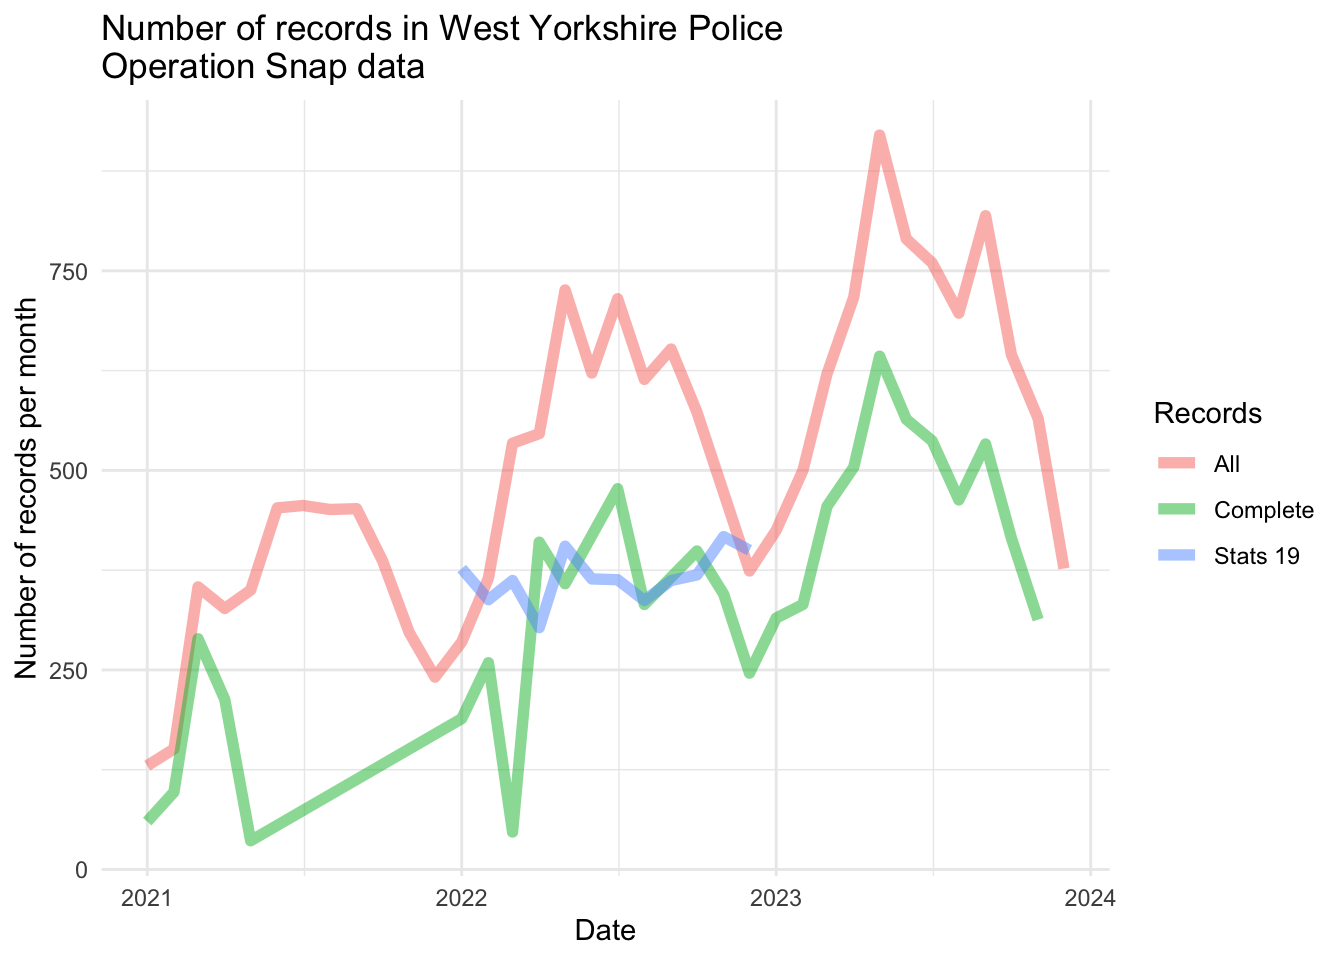 Number of records in West Yorkshire Police
Operation Snap data
Number of records per month
750
500
250
0
2021
2022
2023
2024
Date
Records
All
Complete
Stats 19